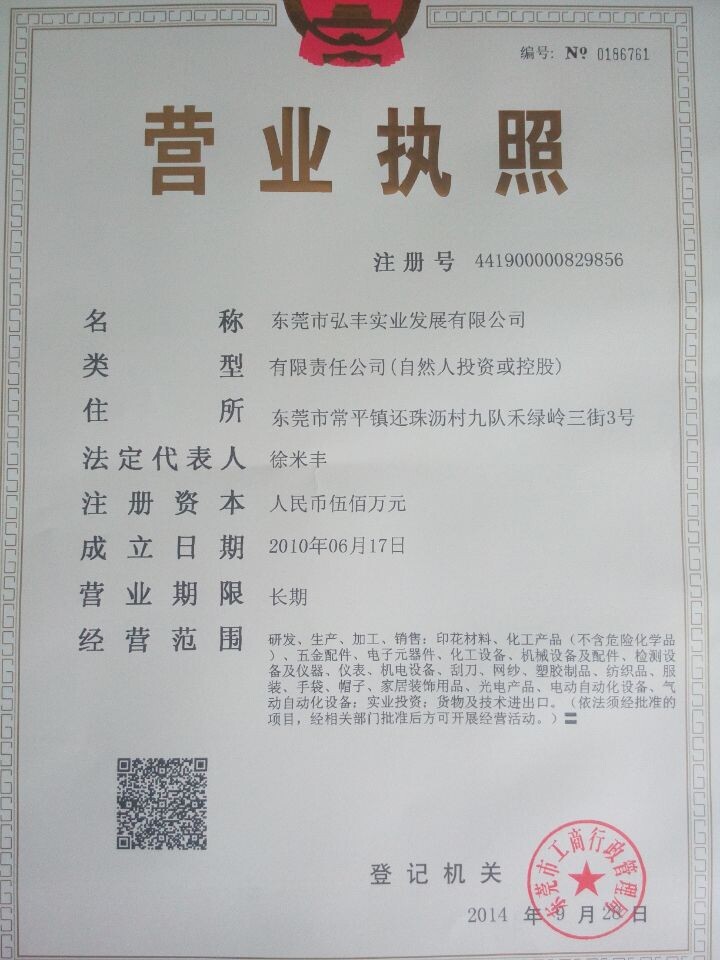 编号: № 0186761
营业执照
注册号 441900000829856
名称 东莞市弘丰实业发展有限公司
类型 有限责任公司(自然人投资或控股)
住所 东莞市常平镇还珠沥村九队禾绿岭三街3号
法定代表人 徐米丰
注册资本 人民币伍佰万元
成立日期 2010年06月17日
营业期限 长期
经营范围 研发、生产、加工、销售：印花材料、化工产品（不含危险化学品
）、五金配件、电子元器件、化工设备、机械设备及配件、检测设
备及仪器、仪表、机电设备、刮刀、网纱、塑胶制品、纺织品、服
装、手袋、帽子、家居装饰用品、光电产品、电动自动化设备、气
动自动化设备；实业投资；货物及技术进出口。（依法须经批准的
项目，经相关部门批准后方可开展经营活动。）〓
登记机关
东莞市工商行政管理局
2014 年 9 月 28 日